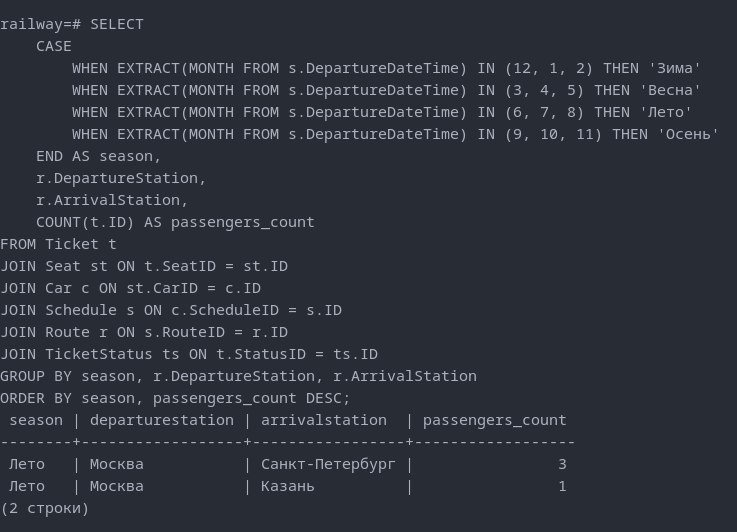 railway=# SELECT
    CASE
        WHEN EXTRACT(MONTH FROM s.DepartureDateTime) IN (12, 1, 2) THEN 'Зима'
        WHEN EXTRACT(MONTH FROM s.DepartureDateTime) IN (3, 4, 5) THEN 'Весна'
        WHEN EXTRACT(MONTH FROM s.DepartureDateTime) IN (6, 7, 8) THEN 'Лето'
        WHEN EXTRACT(MONTH FROM s.DepartureDateTime) IN (9, 10, 11) THEN 'Осень'
    END AS season,
    r.DepartureStation,
    r.ArrivalStation,
    COUNT(t.ID) AS passengers_count
FROM Ticket t
JOIN Seat st ON t.SeatID = st.ID
JOIN Car c ON st.CarID = c.ID
JOIN Schedule s ON c.ScheduleID = s.ID
JOIN Route r ON s.RouteID = r.ID
JOIN TicketStatus ts ON t.StatusID = ts.ID
GROUP BY season, r.DepartureStation, r.ArrivalStation
ORDER BY season, passengers_count DESC;
 season | departurestation | arrivalstation  | passengers_count
--------+------------------+-----------------+------------------
 Лето   | Москва           | Санкт-Петербург |                3
 Лето   | Москва           | Казань          |                1
(2 строки)